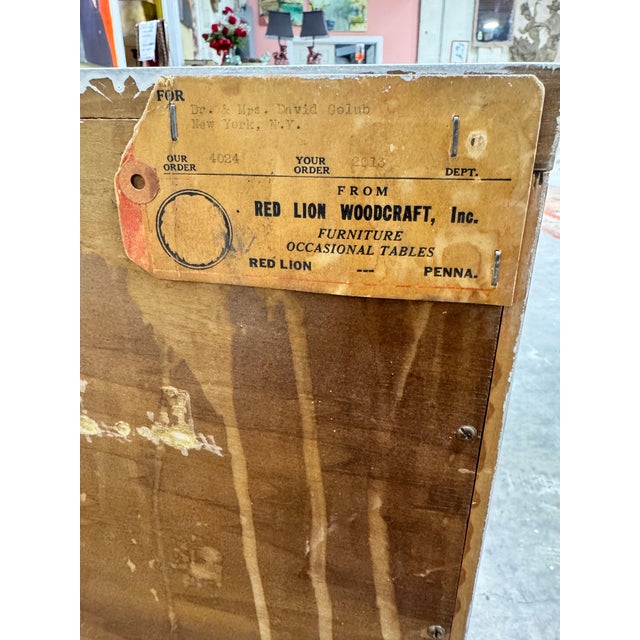 FOR
Dr. & Mrs. David Golub
New York, N.Y.
OUR ORDER 4024 YOUR ORDER 2613 DEPT.
FROM
RED LION WOODCRAFT, Inc.
FURNITURE
OCCASIONAL TABLES
RED LION --- PENNA.